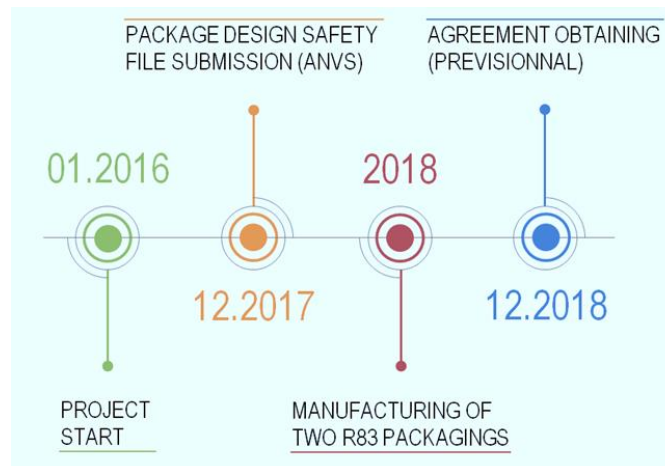 PACKAGE DESIGN SAFETY
FILE SUBMISSION (ANVS)
AGREEMENT OBTAINING
(PREVISIONNAL)
01.2016
2018
12.2017
12.2018
PROJECT
START
MANUFACTURING OF
TWO R83 PACKAGINGS